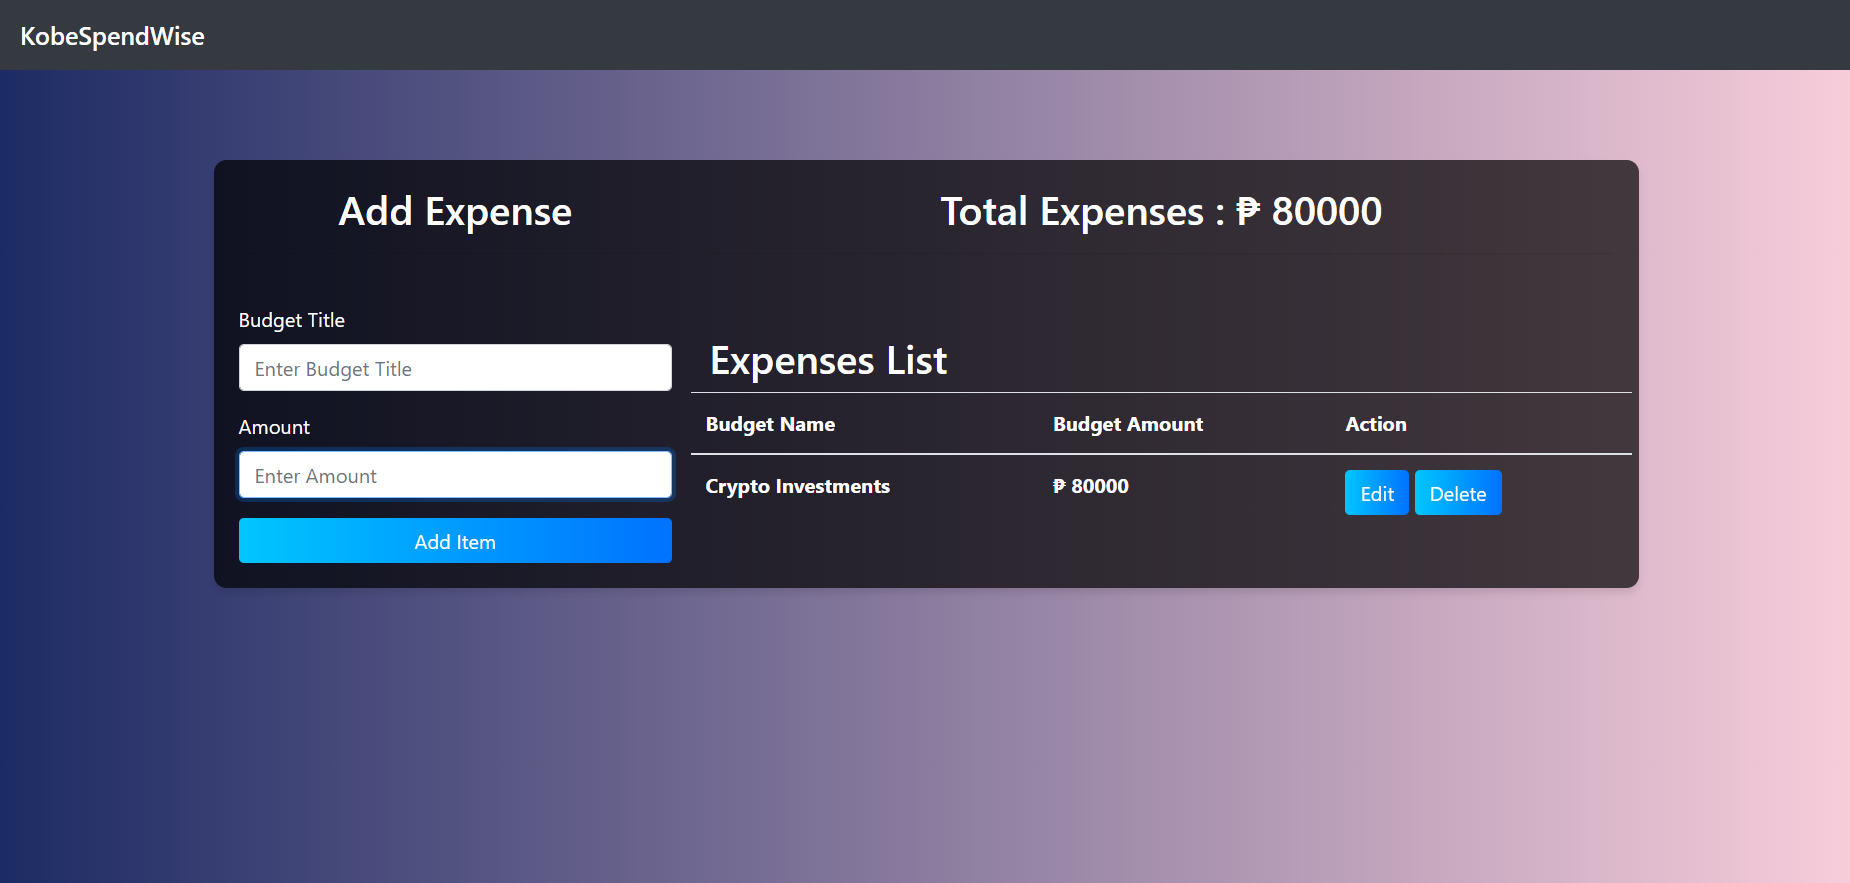 KobeSpendWise
Add Expense
Total Expenses : ₱ 80000
Budget Title
Enter Budget Title
Amount
Enter Amount
Add Item
Expenses List
Budget Name Budget Amount Action
Crypto Investments ₱ 80000 Edit Delete